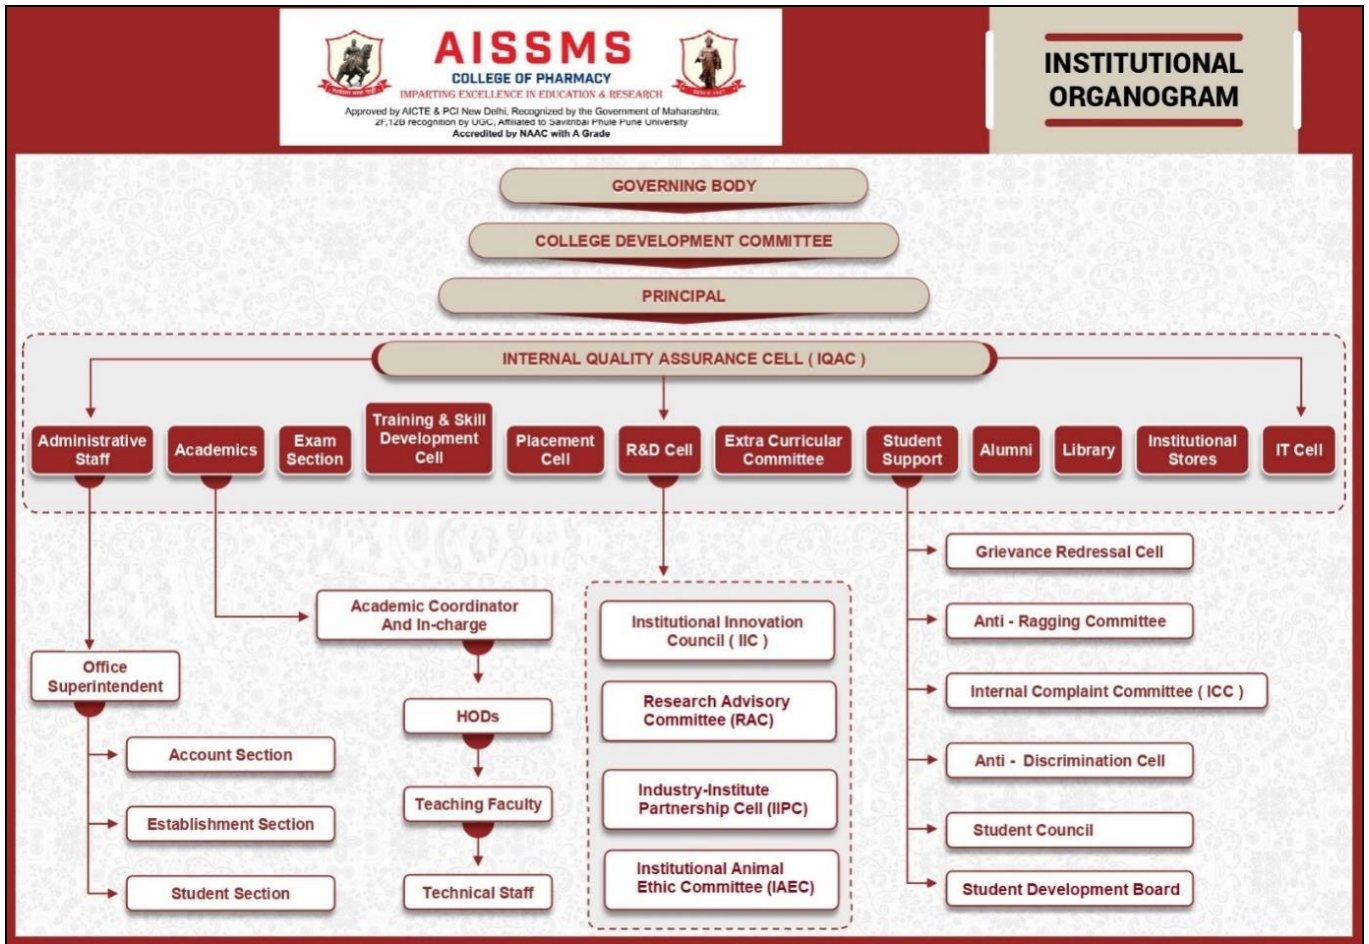 AISSMS
COLLEGE OF PHARMACY
IMPARTING EXCELLENCE IN EDUCATION & RESEARCH
Approved by AICTE & PCI New Delhi, Recognized by the Government of Maharashtra,
2F,12B recognition by UGC, Affiliated to Savitribai Phule Pune University
Accredited by NAAC with A Grade
INSTITUTIONAL
ORGANOGRAM
GOVERNING BODY
COLLEGE DEVELOPMENT COMMITTEE
PRINCIPAL
INTERNAL QUALITY ASSURANCE CELL ( IQAC )
Administrative
Staff
Academics
Exam
Section
Training & Skill
Development
Cell
Placement
Cell
R&D Cell
Extra Curricular
Committee
Student
Support
Alumni
Library
Institutional
Stores
IT Cell
Office
Superintendent
Account Section
Establishment Section
Student Section
Academic Coordinator
And In-charge
HODs
Teaching Faculty
Technical Staff
Institutional Innovation
Council ( IIC )
Research Advisory
Committee (RAC)
Industry-Institute
Partnership Cell (IIPC)
Institutional Animal
Ethic Committee (IAEC)
Grievance Redressal Cell
Anti - Ragging Committee
Internal Complaint Committee ( ICC )
Anti - Discrimination Cell
Student Council
Student Development Board